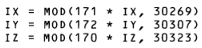 IX = MOD(171 * IX, 30269)
IY = MOD(172 * IY, 30307)
IZ = MOD(170 * IZ, 30323)